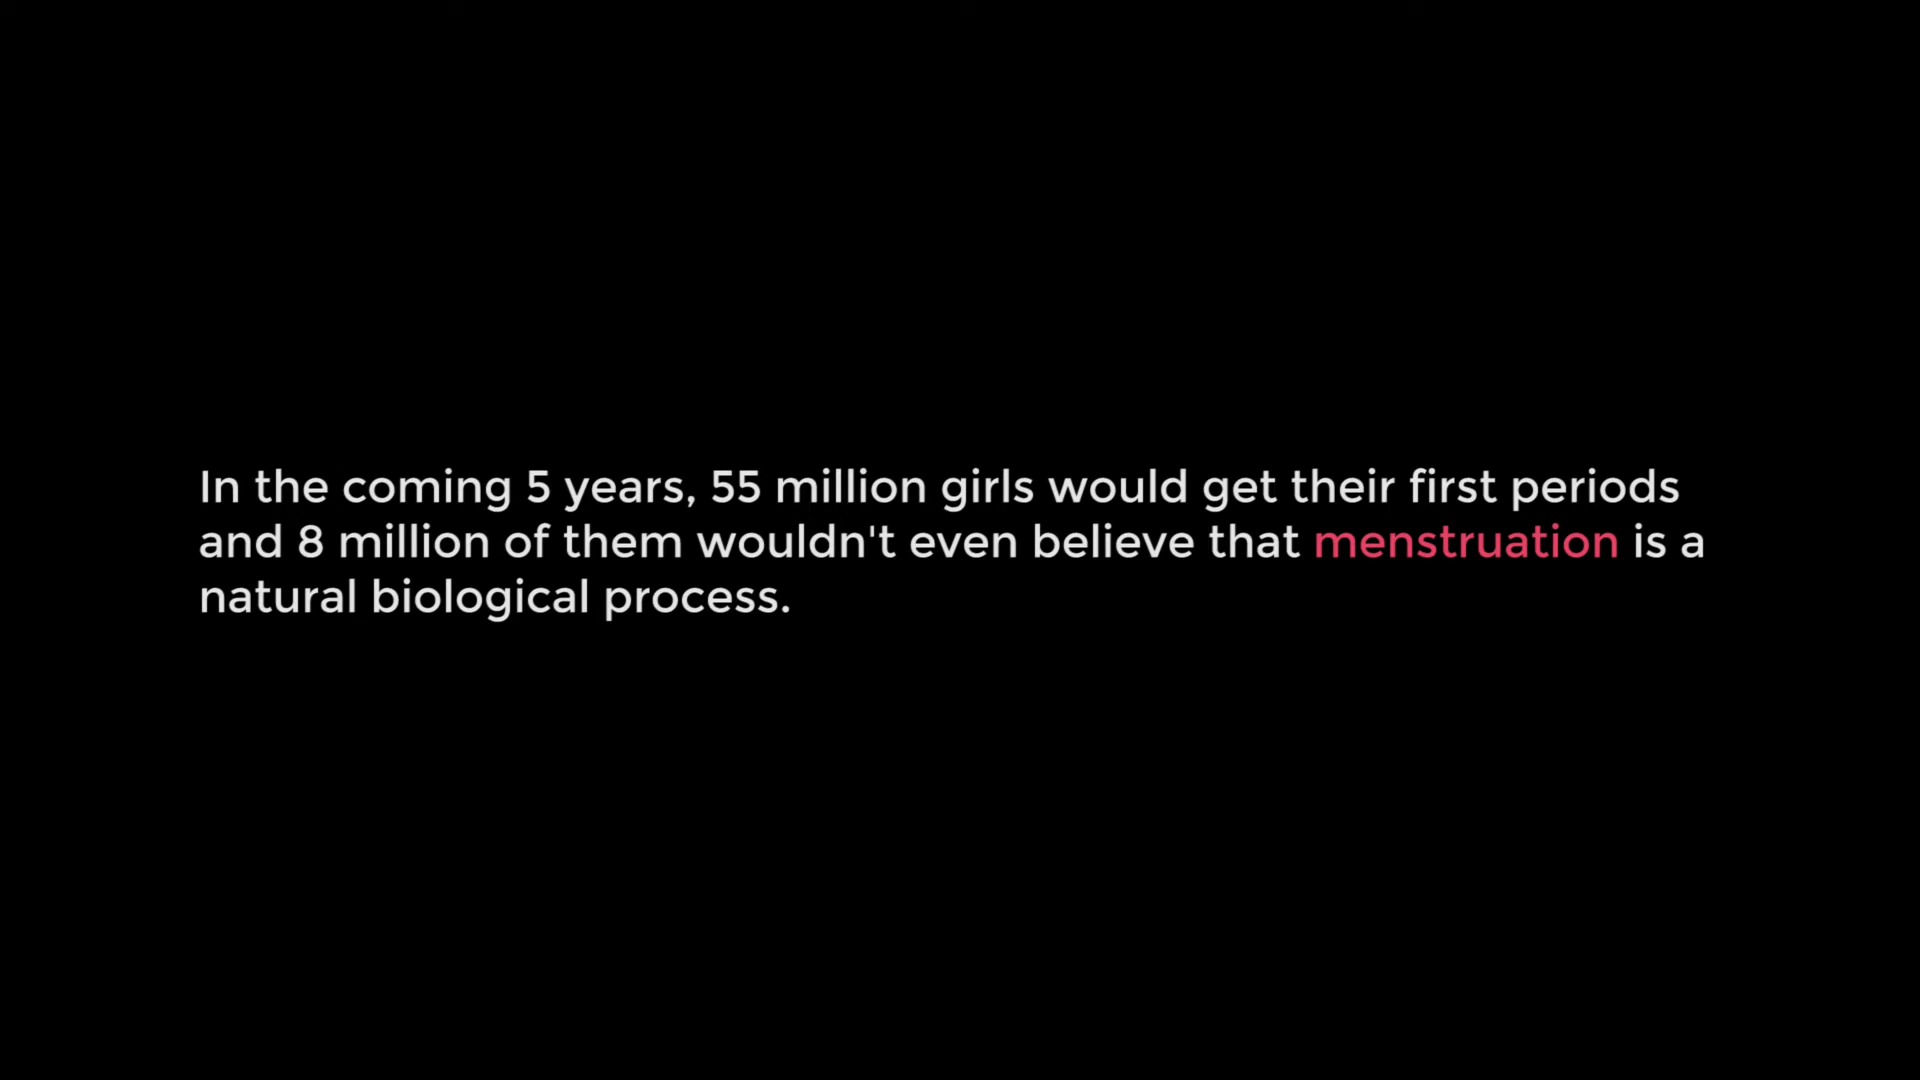 In the coming 5 years, 55 million girls would get their first periods
and 8 million of them wouldn't even believe that menstruation is a
natural biological process.